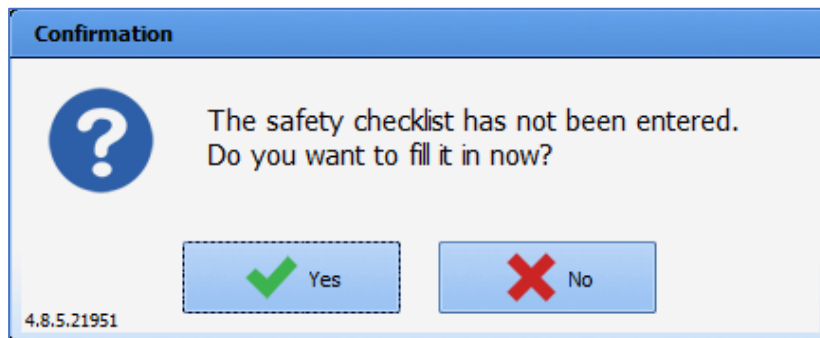 Confirmation
The safety checklist has not been entered.
Do you want to fill it in now?
Yes
No
4.8.5.21951